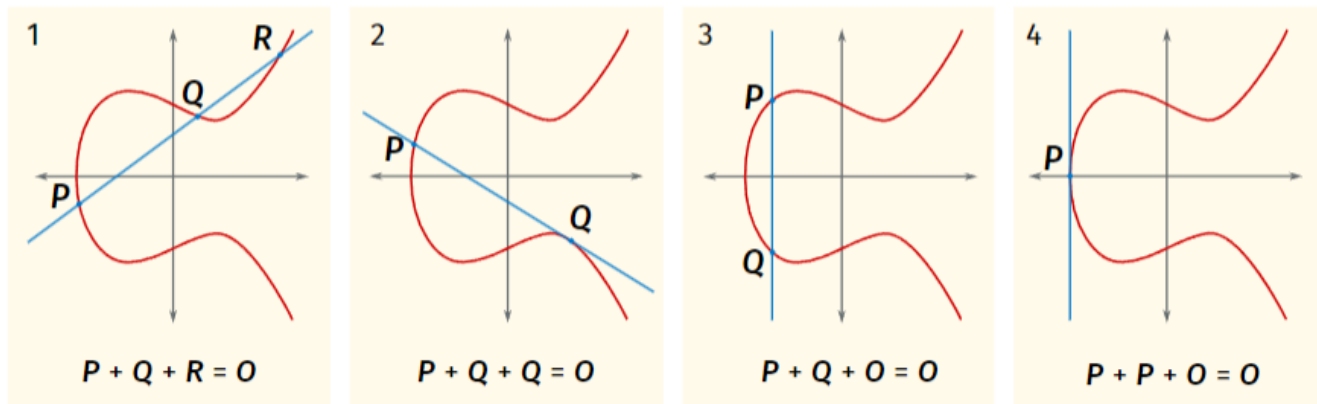 1
R
Q
P
P + Q + R = O
2
P
Q
P + Q + Q = O
3
P
Q
P + Q + O = O
4
P
P + P + O = O